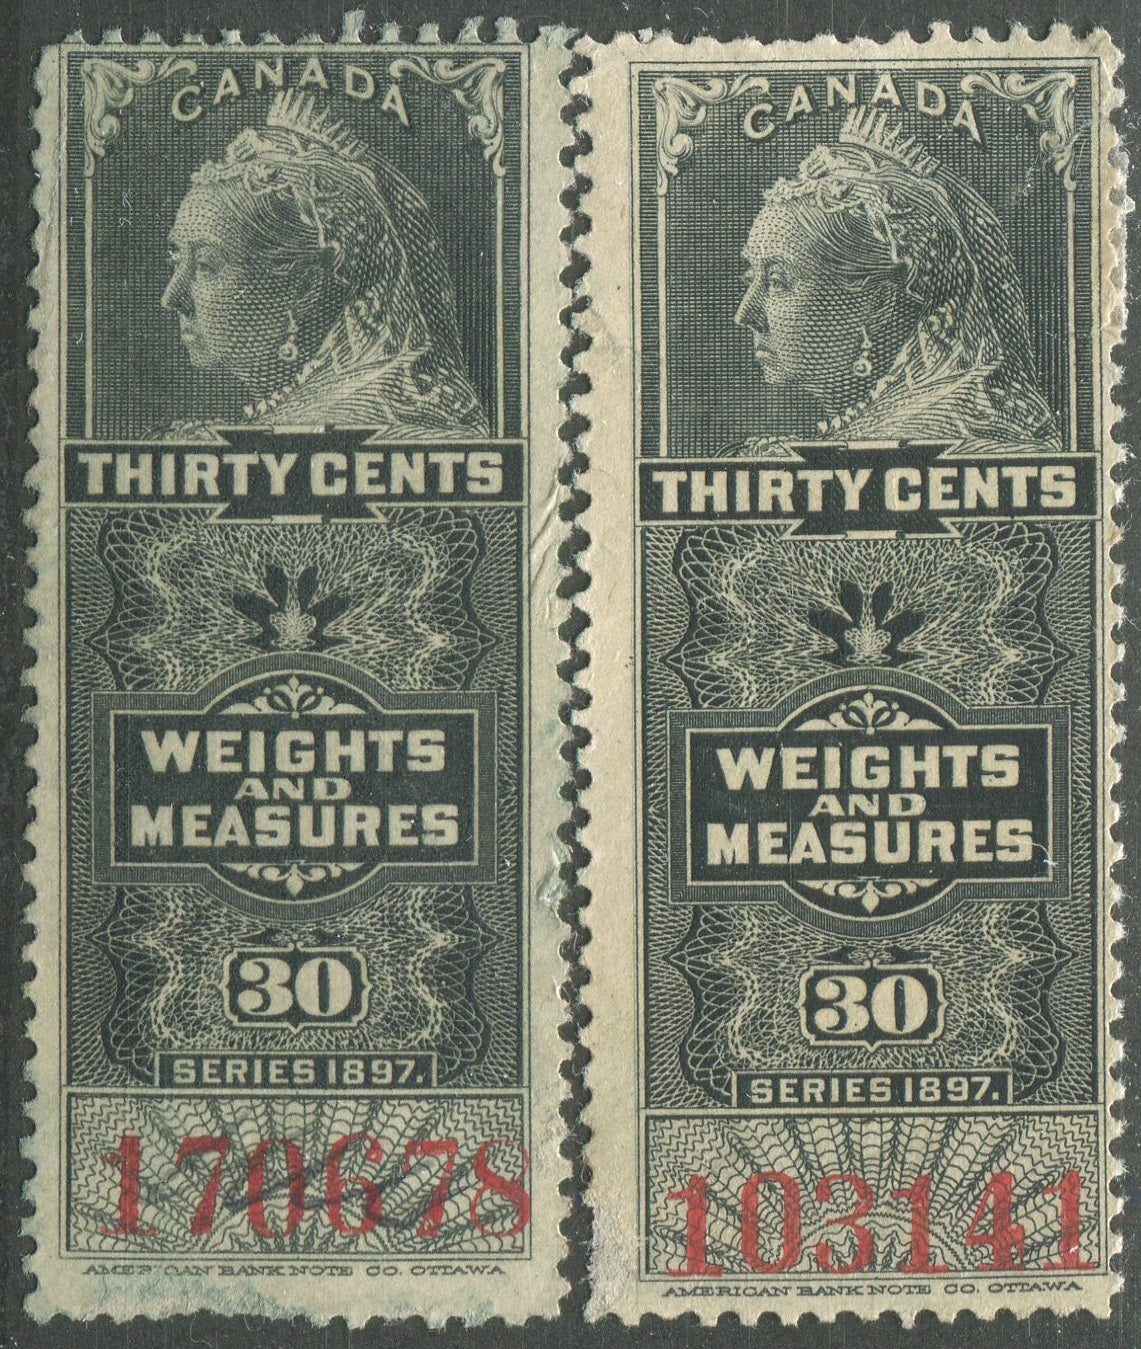 CANADA
THIRTY CENTS
WEIGHTS
AND
MEASURES
30
SERIES 1897.
170678
AMERICAN BANK NOTE CO. OTTAWA
CANADA
THIRTY CENTS
WEIGHTS
AND
MEASURES
30
SERIES 1897.
103141
AMERICAN BANK NOTE CO. OTTAWA